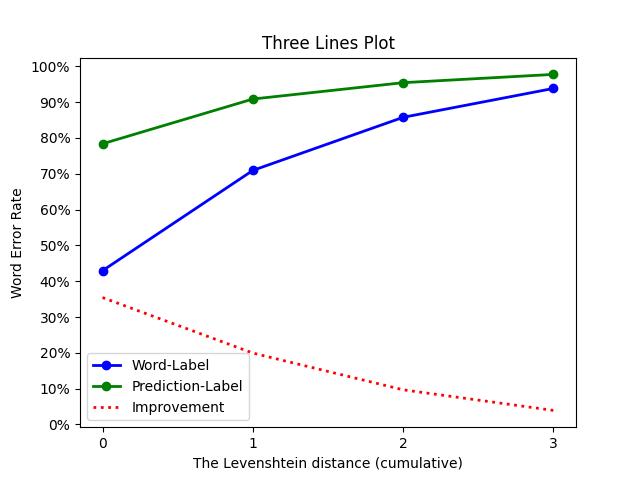 Three Lines Plot
100%
90%
80%
70%
60%
50%
40%
30%
20%
10%
0%
Word Error Rate
Word-Label
Prediction-Label
Improvement
0 1 2 3
The Levenshtein distance (cumulative)